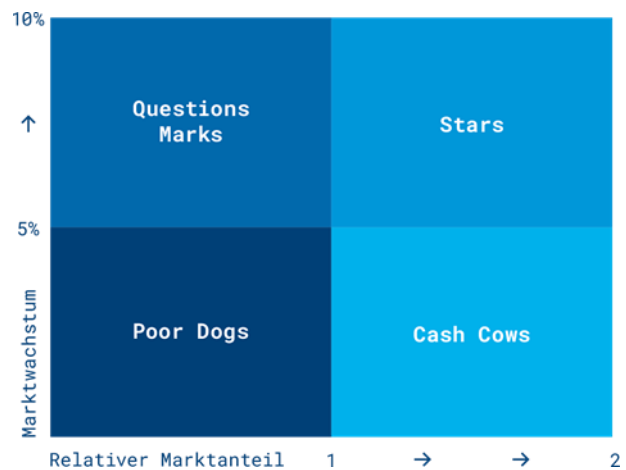 10%
Questions
Marks
Stars
↑
5%
Poor Dogs
Cash Cows
Marktwachstum
Relativer Marktanteil 1 → → 2